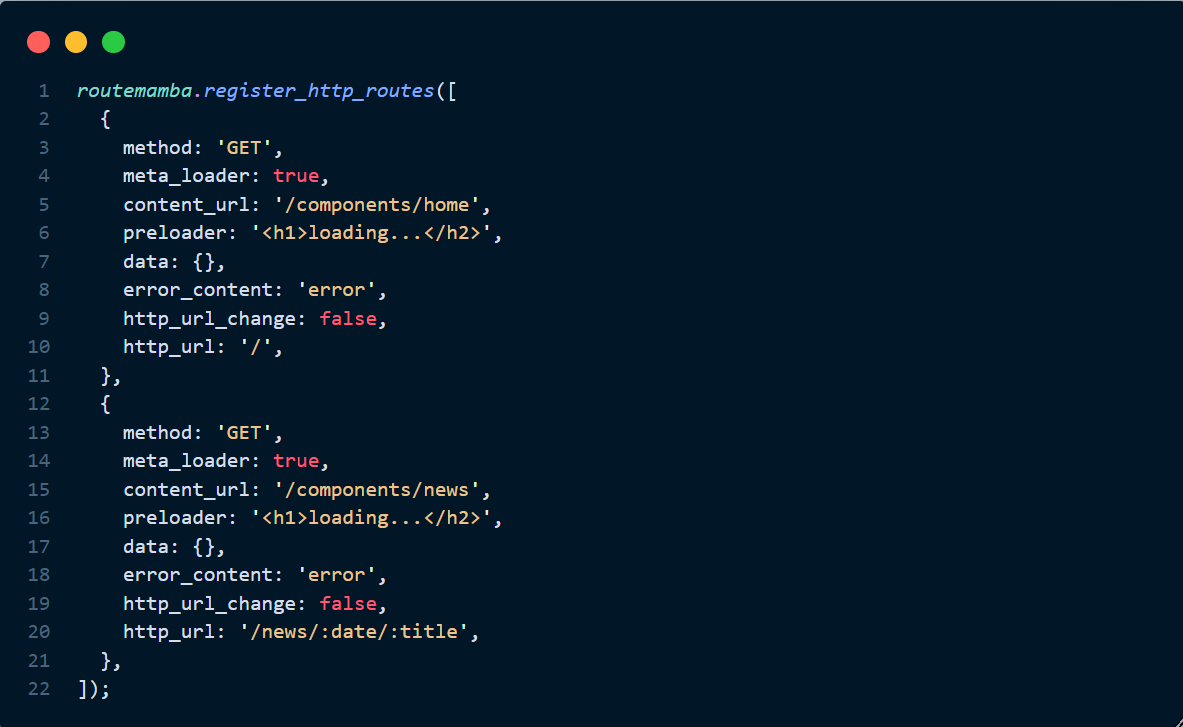 1 routemamba.register_http_routes([
2 {
3 method: 'GET',
4 meta_loader: true,
5 content_url: '/components/home',
6 preloader: '<h1>loading...</h2>',
7 data: {},
8 error_content: 'error',
9 http_url_change: false,
10 http_url: '/',
11 },
12 {
13 method: 'GET',
14 meta_loader: true,
15 content_url: '/components/news',
16 preloader: '<h1>loading...</h2>',
17 data: {},
18 error_content: 'error',
19 http_url_change: false,
20 http_url: '/news/:date/:title',
21 },
22 ]);